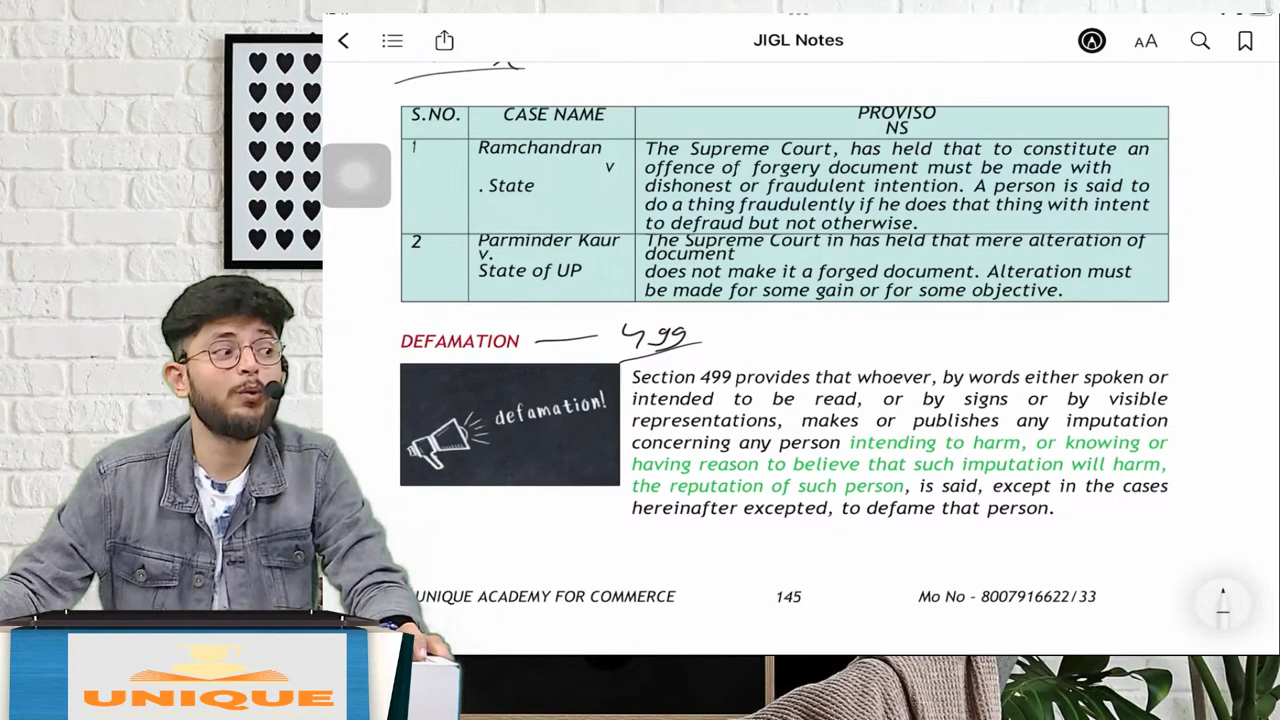 JIGL Notes
AA
S.NO. CASE NAME PROVISO
NS
1 Ramchandran The Supreme Court, has held that to constitute an
v offence of forgery document must be made with
. State dishonest or fraudulent intention. A person is said to
do a thing fraudulently if he does that thing with intent
to defraud but not otherwise.
2 Parminder Kaur The Supreme Court in has held that mere alteration of
v. document
State of UP does not make it a forged document. Alteration must
be made for some gain or for some objective.
DEFAMATION 499
defamation!
Section 499 provides that whoever, by words either spoken or
intended to be read, or by signs or by visible
representations, makes or publishes any imputation
concerning any person intending to harm, or knowing or
having reason to believe that such imputation will harm,
the reputation of such person, is said, except in the cases
hereinafter excepted, to defame that person.
UNIQUE ACADEMY FOR COMMERCE 145 Mo No - 8007916622/33
UNIQUE